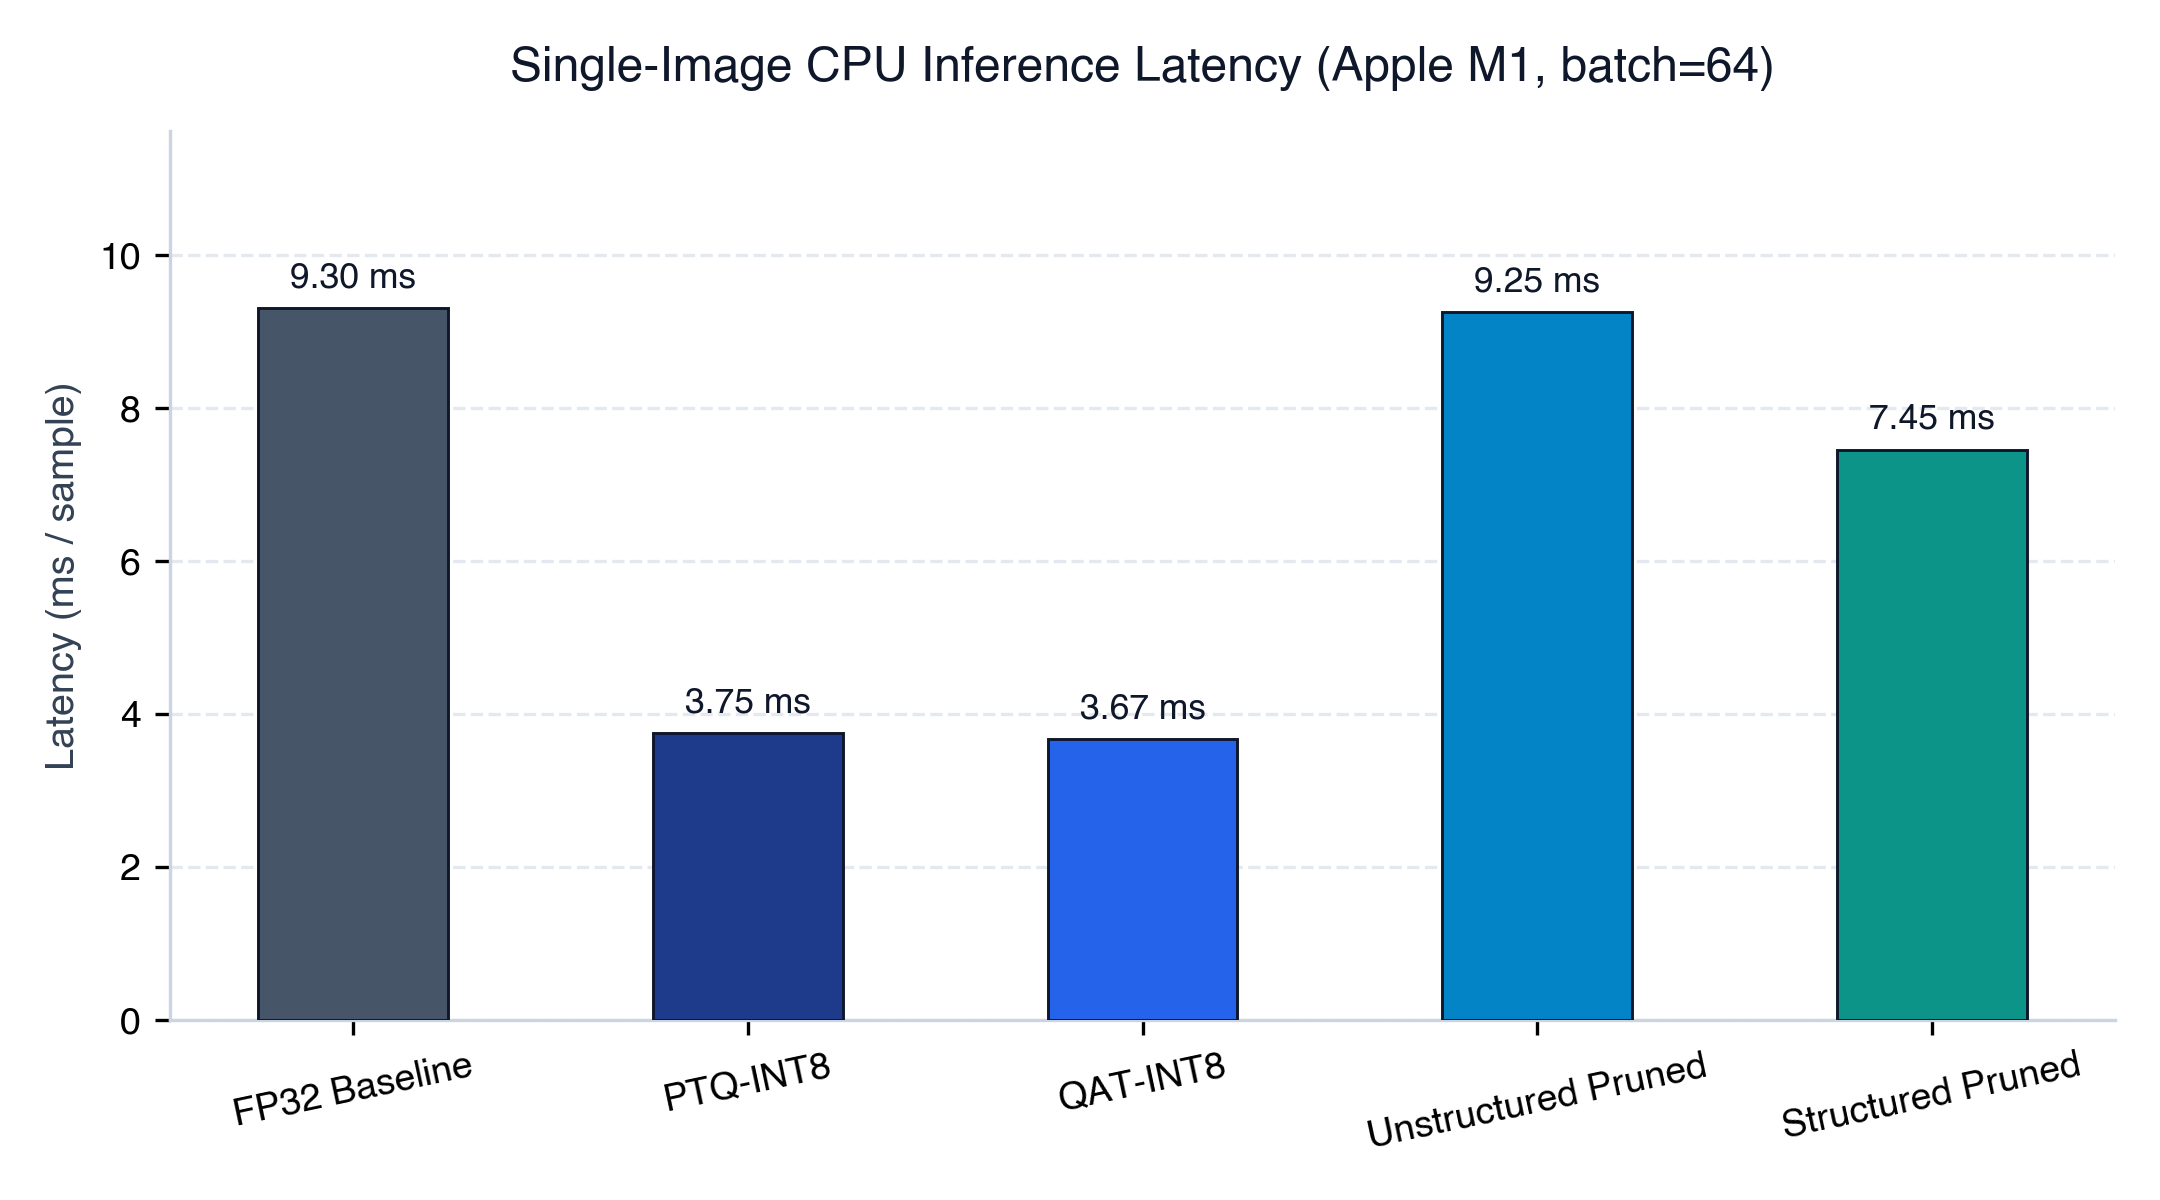 Single-Image CPU Inference Latency (Apple M1, batch=64)
Latency (ms / sample)
10
8
6
4
2
0
9.30 ms
3.75 ms
3.67 ms
9.25 ms
7.45 ms
FP32 Baseline
PTQ-INT8
QAT-INT8
Unstructured Pruned
Structured Pruned